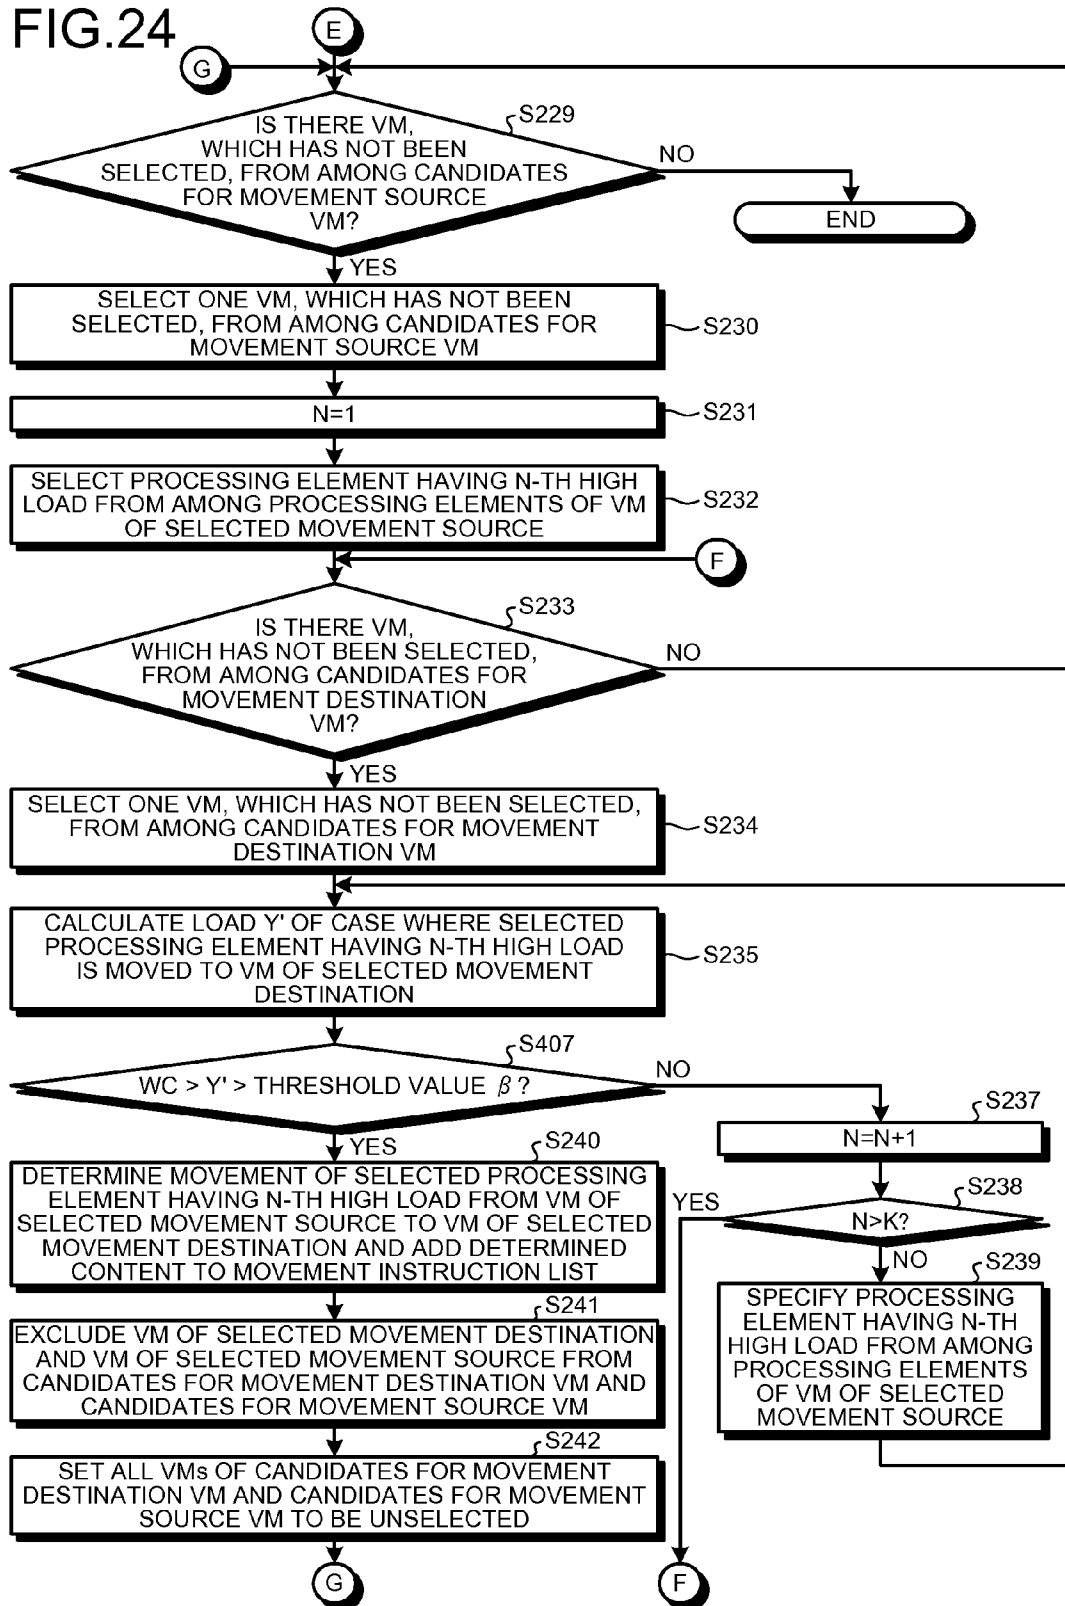 FIG.24
E
G
S229
IS THERE VM,
WHICH HAS NOT BEEN
SELECTED, FROM AMONG CANDIDATES
FOR MOVEMENT SOURCE
VM?
NO
END
YES
SELECT ONE VM, WHICH HAS NOT BEEN
SELECTED, FROM AMONG CANDIDATES FOR
MOVEMENT SOURCE VM
S230
N=1
S231
SELECT PROCESSING ELEMENT HAVING N-TH HIGH
LOAD FROM AMONG PROCESSING ELEMENTS OF VM
OF SELECTED MOVEMENT SOURCE
S232
F
S233
IS THERE VM,
WHICH HAS NOT BEEN SELECTED,
FROM AMONG CANDIDATES FOR
MOVEMENT DESTINATION
VM?
NO
YES
SELECT ONE VM, WHICH HAS NOT BEEN SELECTED,
FROM AMONG CANDIDATES FOR MOVEMENT
DESTINATION VM
S234
CALCULATE LOAD Y' OF CASE WHERE SELECTED
PROCESSING ELEMENT HAVING N-TH HIGH LOAD
IS MOVED TO VM OF SELECTED MOVEMENT
DESTINATION
S235
S407
WC > Y' > THRESHOLD VALUE β ?
NO
YES
S237
N=N+1
S238
N>K?
YES
NO
S239
SPECIFY PROCESSING
ELEMENT HAVING N-TH
HIGH LOAD FROM AMONG
PROCESSING ELEMENTS
OF VM OF SELECTED
MOVEMENT SOURCE
S240
DETERMINE MOVEMENT OF SELECTED PROCESSING
ELEMENT HAVING N-TH HIGH LOAD FROM VM OF
SELECTED MOVEMENT SOURCE TO VM OF SELECTED
MOVEMENT DESTINATION AND ADD DETERMINED
CONTENT TO MOVEMENT INSTRUCTION LIST
S241
EXCLUDE VM OF SELECTED MOVEMENT DESTINATION
AND VM OF SELECTED MOVEMENT SOURCE FROM
CANDIDATES FOR MOVEMENT DESTINATION VM AND
CANDIDATES FOR MOVEMENT SOURCE VM
S242
SET ALL VMs OF CANDIDATES FOR MOVEMENT
DESTINATION VM AND CANDIDATES FOR MOVEMENT
SOURCE VM TO BE UNSELECTED
G
F